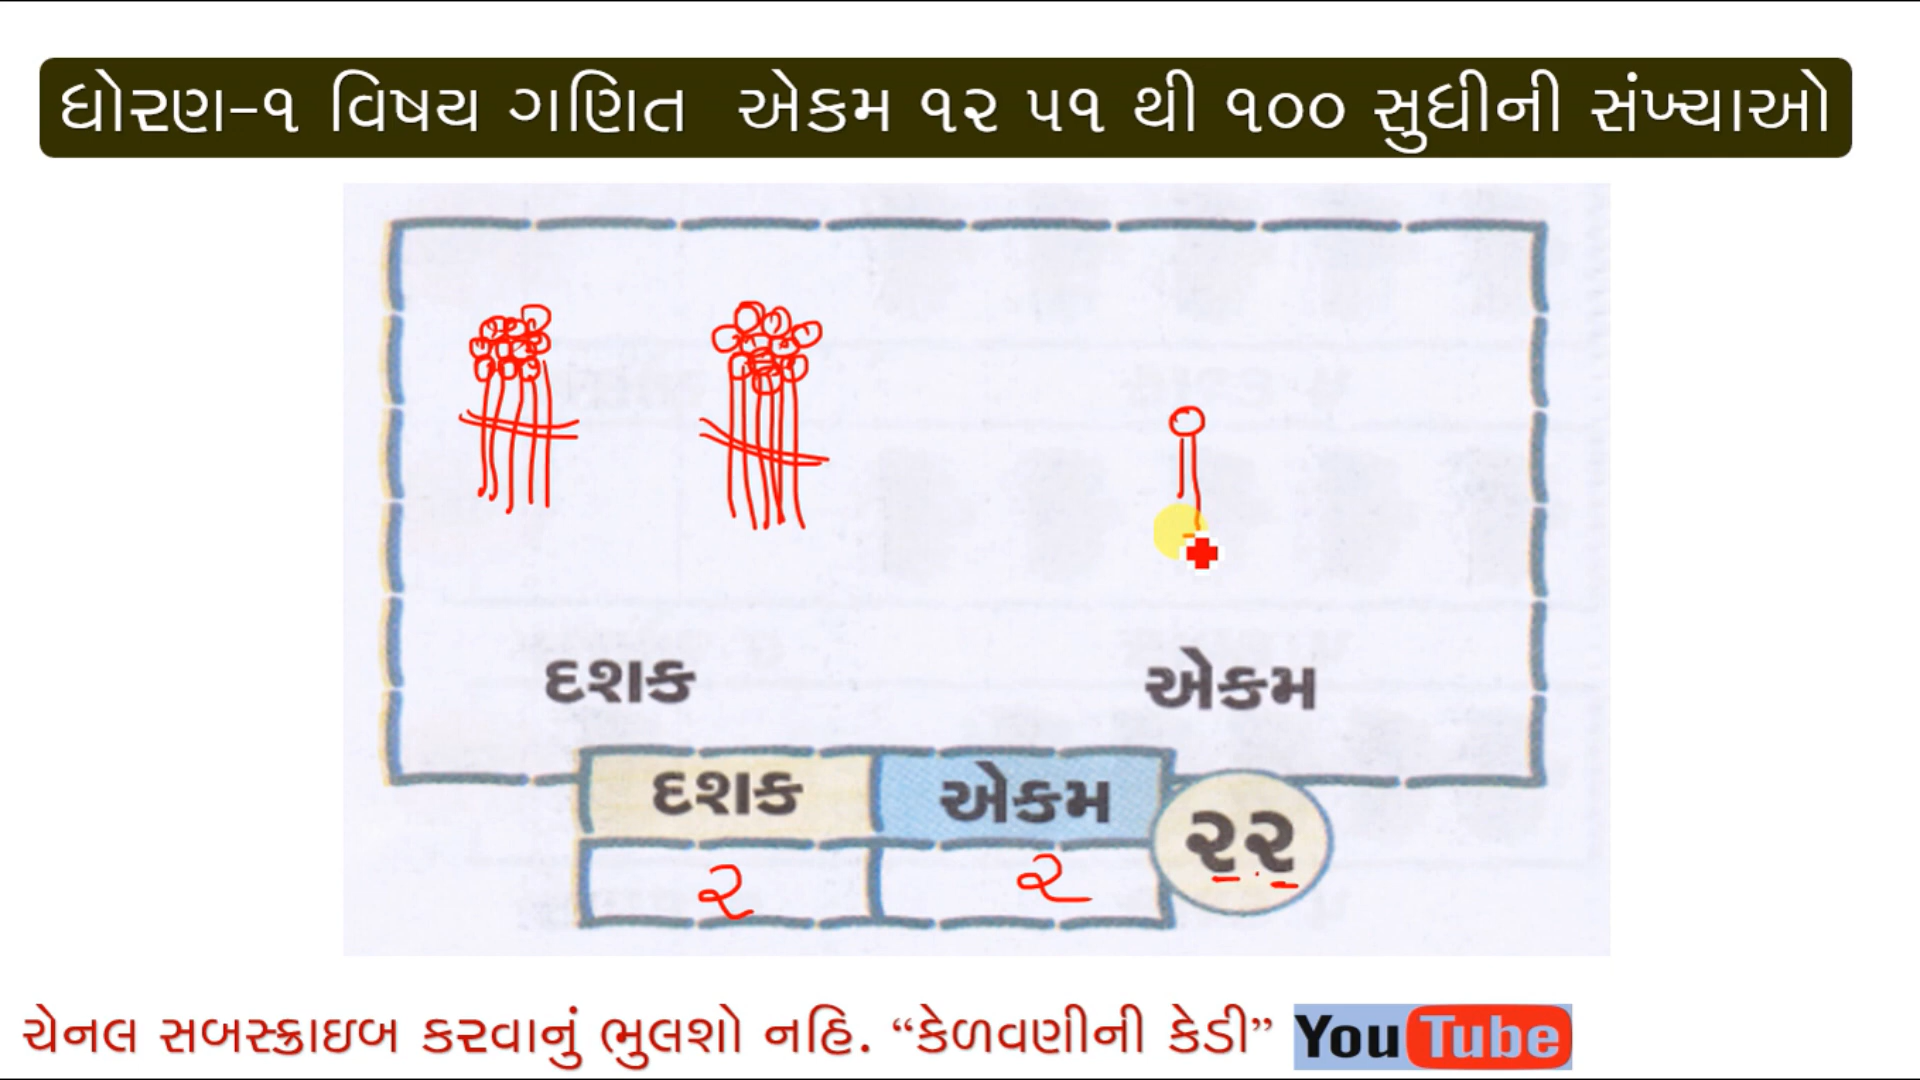 ધોરણ-૧ વિષય ગણિત એકમ ૧૨ ૫૧ થી ૧૦૦ સુધીની સંખ્યાઓ
દશક એકમ
દશક એકમ
૨ ૨ ૨૨
ચેનલ સબસ્ક્રાઇબ કરવાનું ભુલશો નહિ. “કેળવણીની કેડી” YouTube